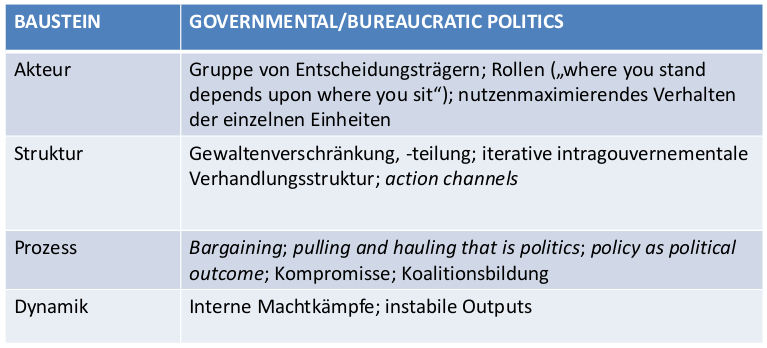 BAUSTEIN GOVERNMENTAL/BUREAUCRATIC POLITICS
Akteur Gruppe von Entscheidungsträgern; Rollen („where you stand
depends upon where you sit“); nutzenmaximierendes Verhalten
der einzelnen Einheiten
Struktur Gewaltenverschränkung, -teilung; iterative intragouvernementale
Verhandlungsstruktur; action channels
Prozess Bargaining; pulling and hauling that is politics; policy as political
outcome; Kompromisse; Koalitionsbildung
Dynamik Interne Machtkämpfe; instabile Outputs